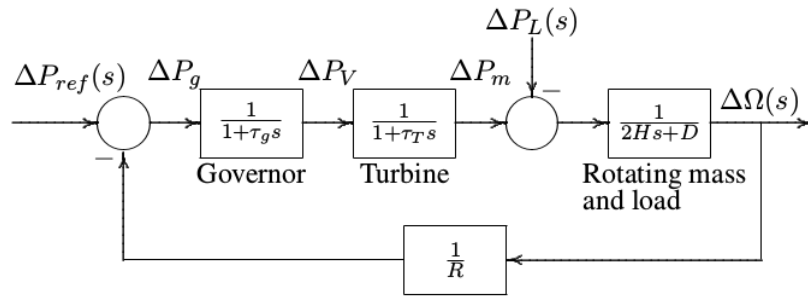 ΔP_L(s)
ΔP_ref(s)
ΔP_g
ΔP_V
ΔP_m
ΔΩ(s)
−
1/(1+τ_g s)
1/(1+τ_T s)
1/(2Hs+D)
−
Governor
Turbine
Rotating mass
and load
1/R